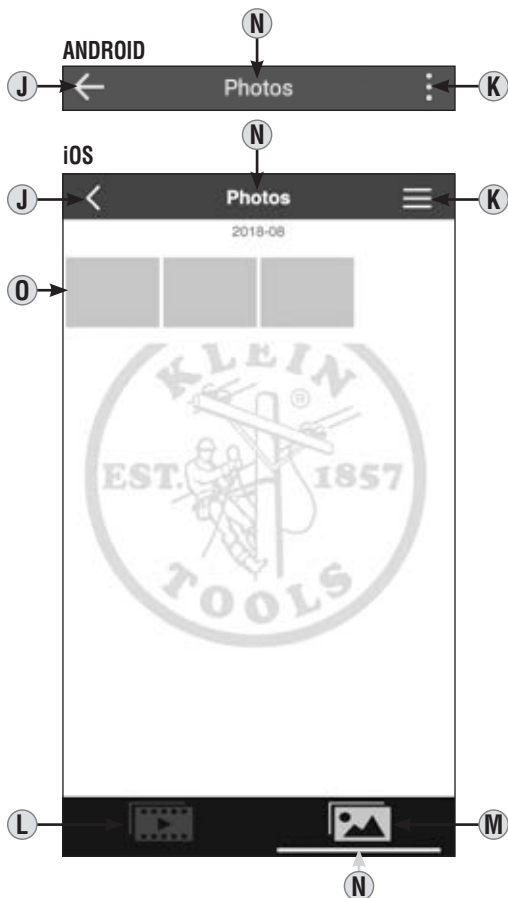 N
ANDROID
J
Photos
K
N
iOS
J
Photos
K
2018-08
O
KLEIN
®
EST. 1857
TOOLS
L
M
N